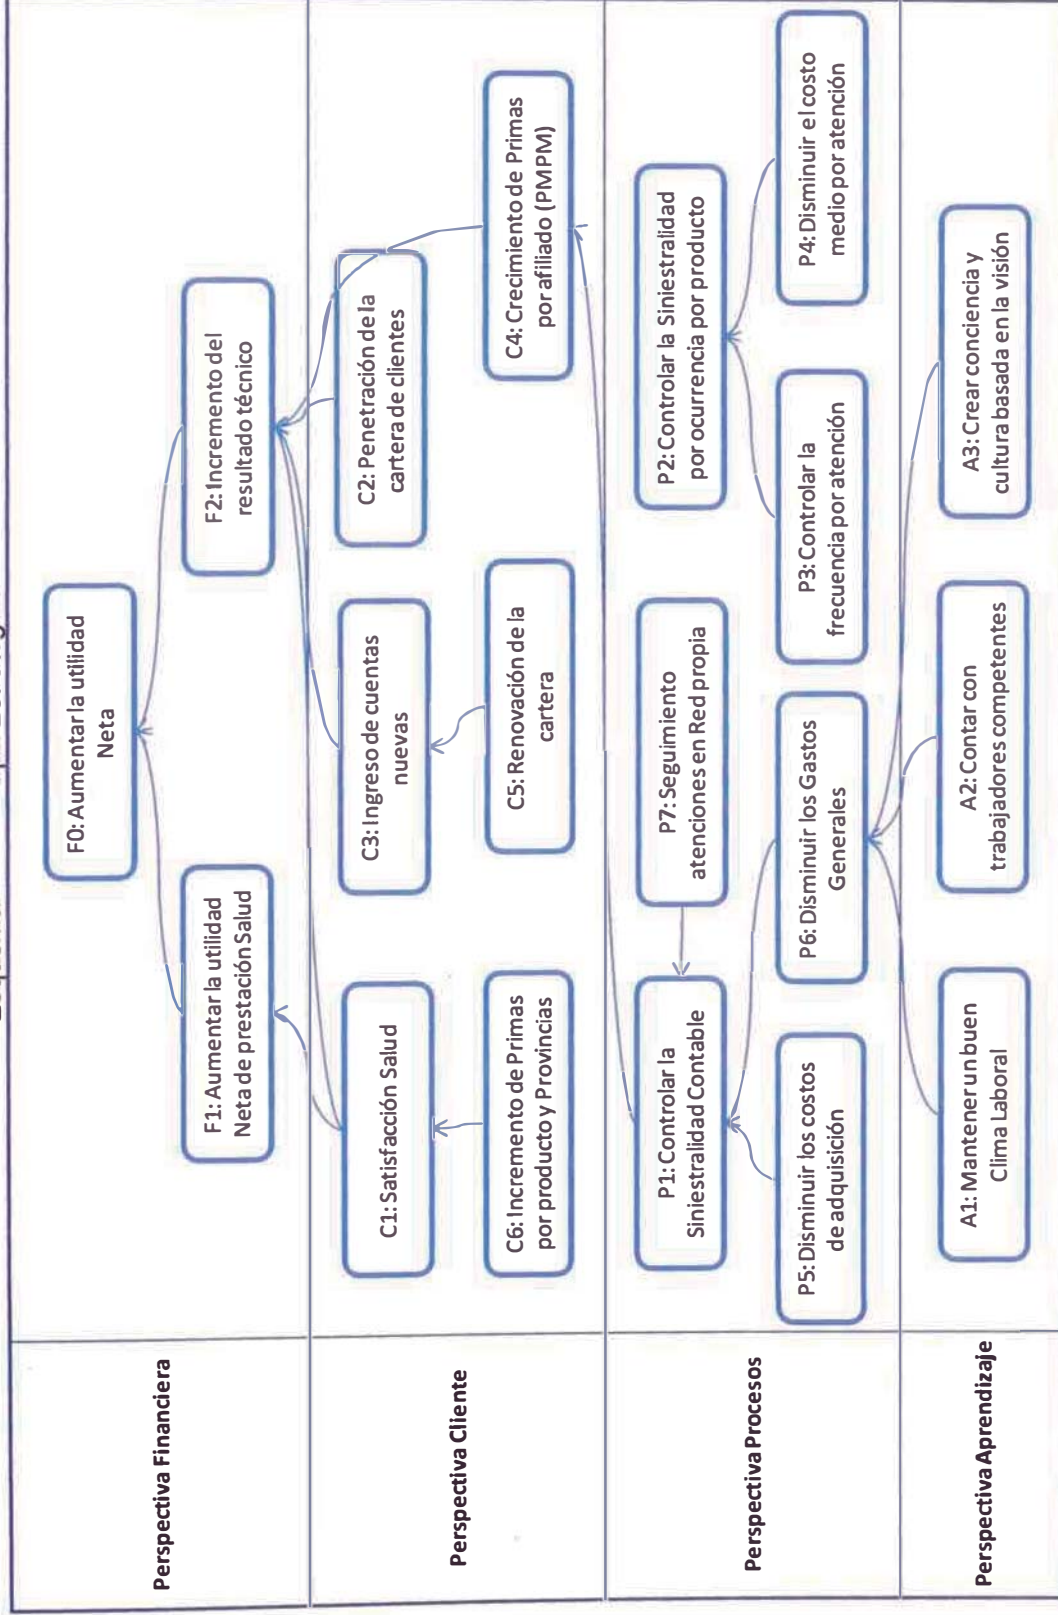 Perspectiva Financiera
F0: Aumentar la utilidad
Neta
F1: Aumentar la utilidad
Neta de prestación Salud
F2: Incremento del
resultado técnico
Perspectiva Cliente
C1: Satisfacción Salud
C3: Ingreso de cuentas
nuevas
C2: Penetración de la
cartera de clientes
C6: Incremento de Primas
por producto y Provincias
C5: Renovación de la
cartera
C4: Crecimiento de Primas
por afiliado (PMPM)
Perspectiva Procesos
P1: Controlar la
Siniestralidad Contable
P7: Seguimiento
atenciones en Red propia
P2: Controlar la Siniestralidad
por ocurrencia por producto
P5: Disminuir los costos
de adquisición
P6: Disminuir los Gastos
Generales
P3: Controlar la
frecuencia por atención
P4: Disminuir el costo
medio por atención
Perspectiva Aprendizaje
A1: Mantener un buen
Clima Laboral
A2: Contar con
trabajadores competentes
A3: Crear conciencia y
cultura basada en la visión